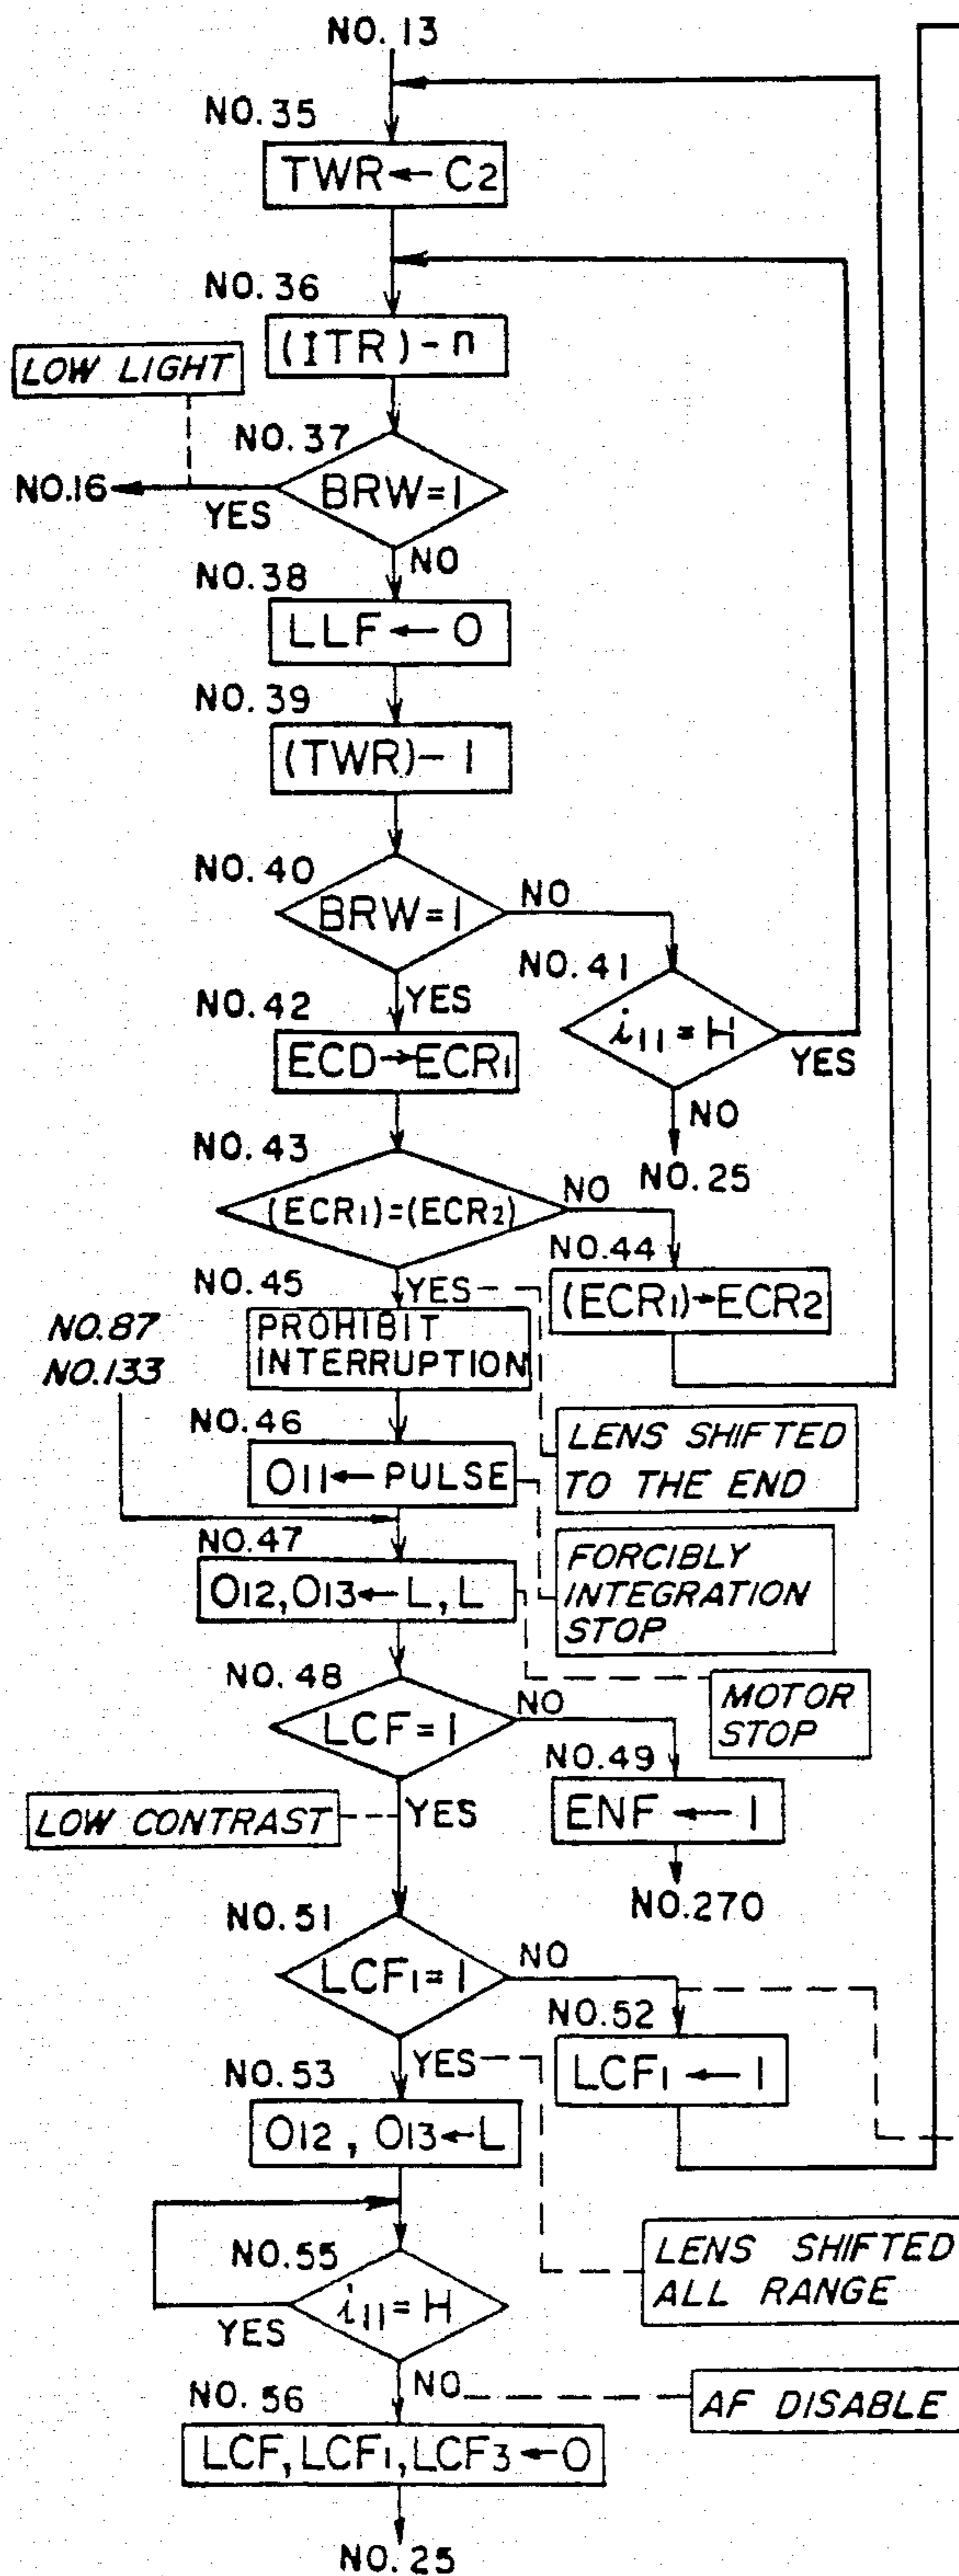 NO.13
NO.35
TWR←C2
NO.36
(ITR)-n
LOW LIGHT
NO.37
BRW=1
NO.16
YES
NO
NO.38
LLF←0
NO.39
(TWR)-1
NO.40
BRW=1
NO
NO.41
i11=H
YES
NO
NO.25
YES
NO.42
ECD→ECR1
NO.43
(ECR1)=(ECR2)
NO
NO.44
(ECR1)→ECR2
NO.45
YES
PROHIBIT
INTERRUPTION
NO.87
NO.133
LENS SHIFTED
TO THE END
NO.46
O11←PULSE
FORCIBLY
INTEGRATION
STOP
NO.47
O12,O13←L,L
MOTOR
STOP
NO.48
LCF=1
NO
NO.49
ENF←1
NO.270
LOW CONTRAST
YES
NO.51
LCF1=1
NO
NO.52
LCF1←1
YES
NO.53
O12, O13←L
LENS SHIFTED
ALL RANGE
NO.55
i11=H
YES
NO
AF DISABLE
NO.56
LCF,LCF1,LCF3←0
NO.25